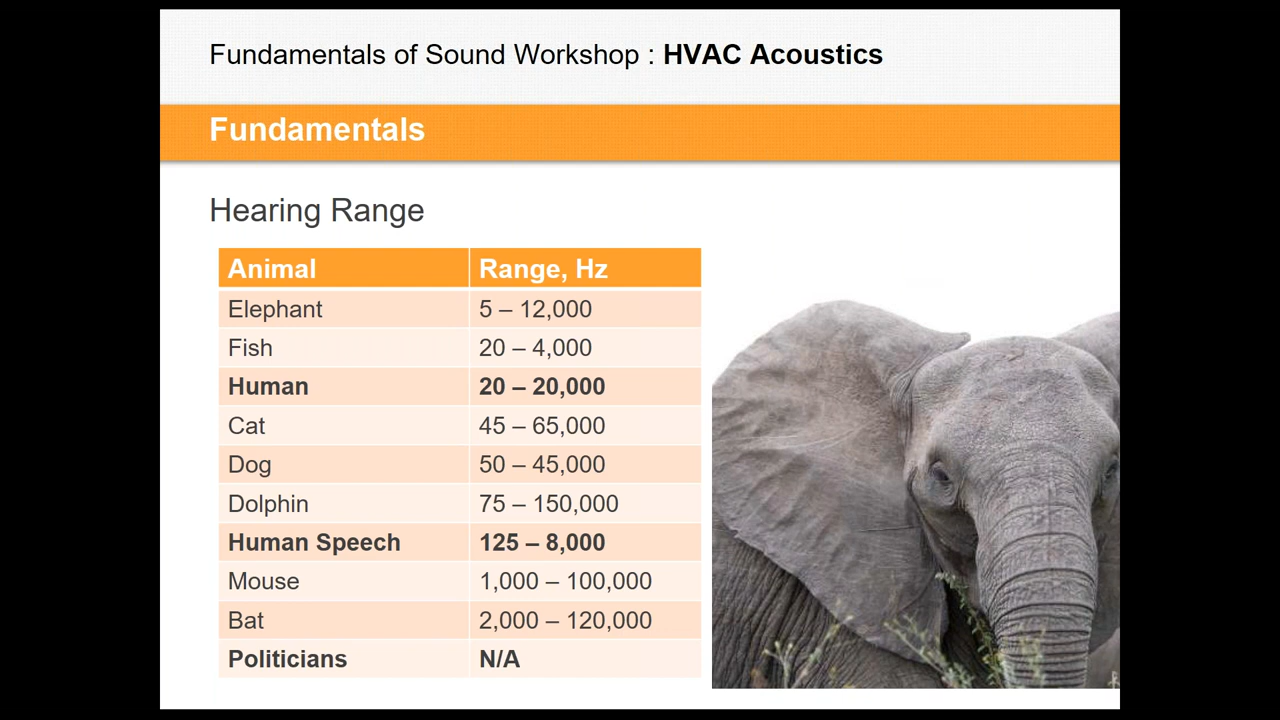 Fundamentals of Sound Workshop : HVAC Acoustics
Fundamentals
Hearing Range
Animal Range, Hz
Elephant 5 – 12,000
Fish 20 – 4,000
Human 20 – 20,000
Cat 45 – 65,000
Dog 50 – 45,000
Dolphin 75 – 150,000
Human Speech 125 – 8,000
Mouse 1,000 – 100,000
Bat 2,000 – 120,000
Politicians N/A